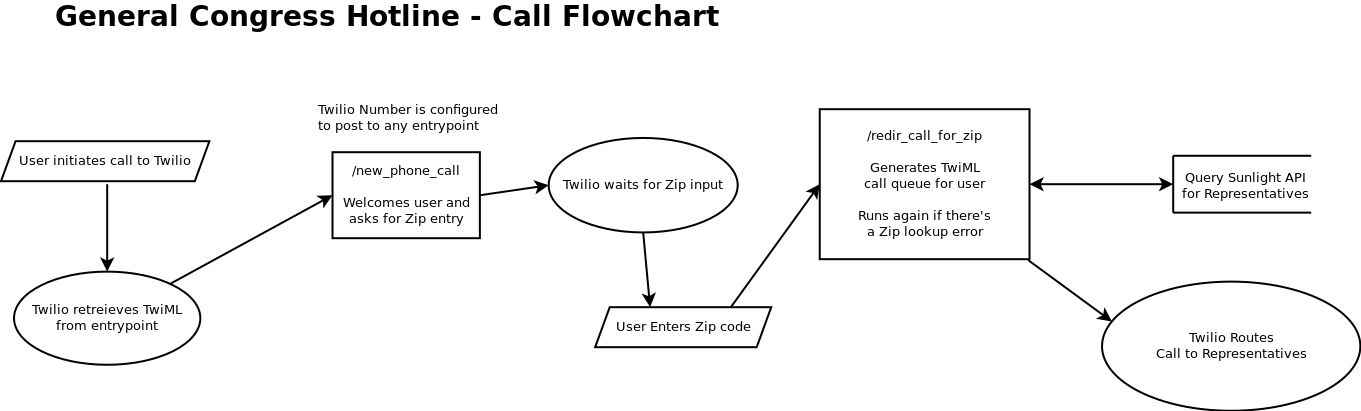 General Congress Hotline - Call Flowchart
User initiates call to Twilio
Twilio retreieves TwiML
from entrypoint
Twilio Number is configured
to post to any entrypoint
/new_phone_call
Welcomes user and
asks for Zip entry
Twilio waits for Zip input
User Enters Zip code
/redir_call_for_zip
Generates TwiML
call queue for user
Runs again if there's
a Zip lookup error
Query Sunlight API
for Representatives
Twilio Routes
Call to Representatives